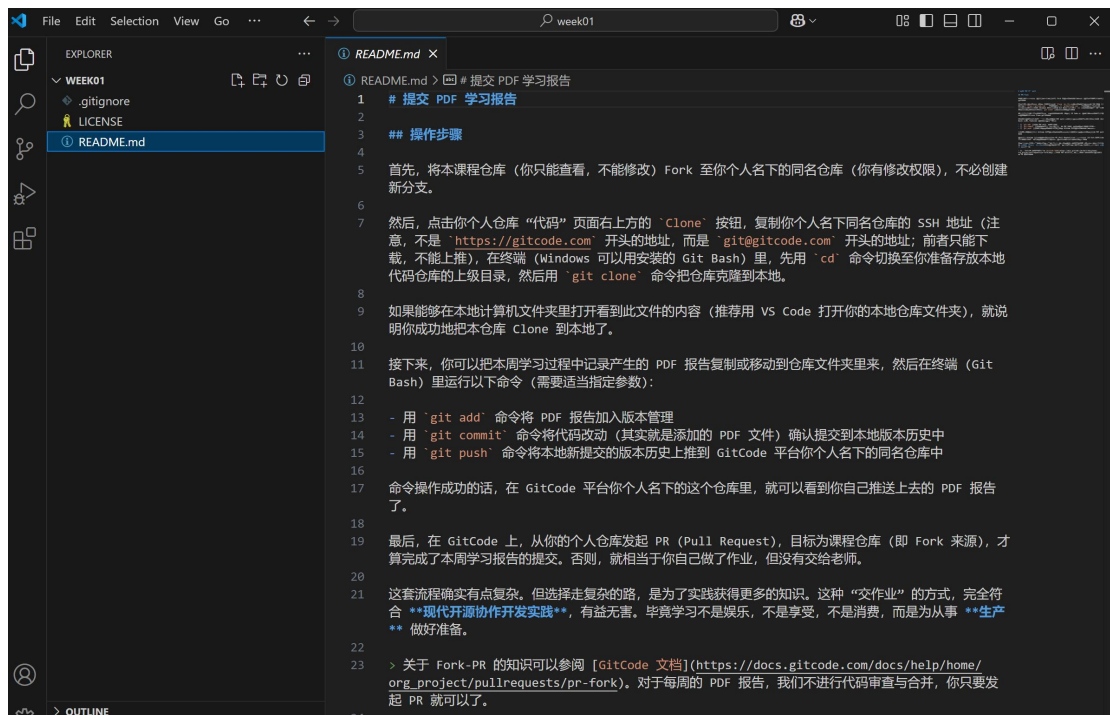 File Edit Selection View Go ··· ← → week01
EXPLORER ···
WEEK01
.gitignore
LICENSE
README.md
OUTLINE
README.md ×
README.md > # 提交 PDF 学习报告
1 # 提交 PDF 学习报告
2
3 ## 操作步骤
4
5 首先，将本课程仓库 (你只能查看，不能修改) Fork 至你个人名下的同名仓库 (你有修改权限)，不必创建
新分支。
6
7 然后，点击你个人仓库 “代码” 页面右上方的 `Clone` 按钮，复制你个人名下同名仓库的 SSH 地址 (注
意，不是 `https://gitcode.com` 开头的地址，而是 `git@gitcode.com` 开头的地址；前者只能下
载，不能上推)，在终端 (Windows 可以用安装的 Git Bash) 里，先用 `cd` 命令切换至你准备存放本地
代码仓库的上级目录，然后用 `git clone` 命令把仓库克隆到本地。
8
9 如果能够在本地计算机文件夹里打开看到此文件的内容 (推荐用 VS Code 打开你的本地仓库文件夹)，就说
明你成功地把本仓库 Clone 到本地了。
10
11 接下来，你可以把本周学习过程中记录产生的 PDF 报告复制或移动到仓库文件夹里来，然后在终端 (Git
Bash) 里运行以下命令 (需要适当指定参数)：
12
13 - 用 `git add` 命令将 PDF 报告加入版本管理
14 - 用 `git commit` 命令将代码改动 (其实就是添加的 PDF 文件) 确认提交到本地版本历史中
15 - 用 `git push` 命令将本地新提交的版本历史上推到 GitCode 平台你个人名下的同名仓库中
16
17 命令操作成功的话，在 GitCode 平台你个人名下的这个仓库里，就可以看到你自己推送上去的 PDF 报告
了。
18
19 最后，在 GitCode 上，从你的个人仓库发起 PR (Pull Request)，目标为课程仓库 (即 Fork 来源)，才
算完成了本周学习报告的提交。否则，就相当于你自己做了作业，但没有交给老师。
20
21 这套流程确实有点复杂。但选择走复杂的路，是为了实践获得更多的知识。这种 “交作业” 的方式，完全符
合 **现代开源协作开发实践**，有益无害。毕竟学习不是娱乐，不是享受，不是消费，而是为从事 **生产
** 做好准备。
22
23 > 关于 Fork-PR 的知识可以参阅 [GitCode 文档](https://docs.gitcode.com/docs/help/home/
org_project/pullrequests/pr-fork)。对于每周的 PDF 报告，我们不进行代码审查与合并，你只要发
起 PR 就可以了。